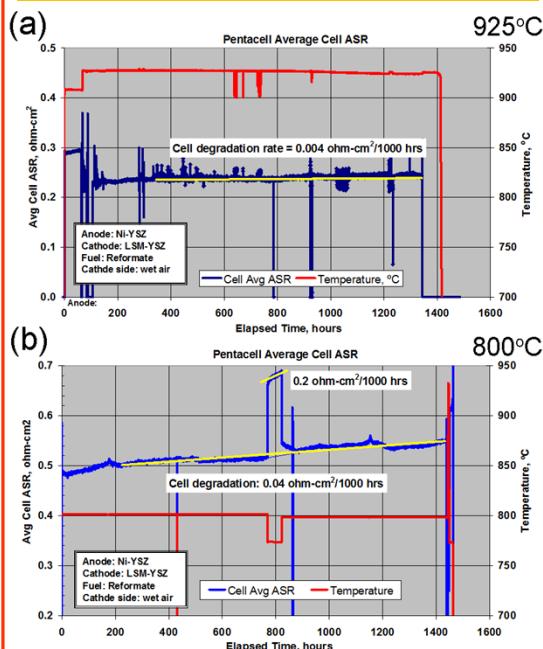 (a)
925°C
Pentacell Average Cell ASR
0.5
0.4
0.3
0.2
0.1
0.0
Avg Cell ASR, ohm-cm²
950
900
850
800
750
700
Temperature, °C
Cell degradation rate = 0.004 ohm-cm²/1000 hrs
Anode: Ni-YSZ
Cathode: LSM-YSZ
Fuel: Reformate
Cathde side: wet air
Cell Avg ASR
Temperature, °C
Anode:
0 200 400 600 800 1000 1200 1400 1600
Elapsed Time, hours
(b)
800°C
Pentacell Average Cell ASR
0.7
0.6
0.5
0.4
0.3
0.2
Avg Cell ASR, ohm-cm2
950
900
850
800
750
700
Temperature, °C
0.2 ohm-cm²/1000 hrs
Cell degradation: 0.04 ohm-cm²/1000 hrs
Anode: Ni-YSZ
Cathode: LSM-YSZ
Fuel: Reformate
Cathde side: wet air
Cell Avg ASR
Temperature
0 200 400 600 800 1000 1200 1400 1600
Elapsed Time, hours